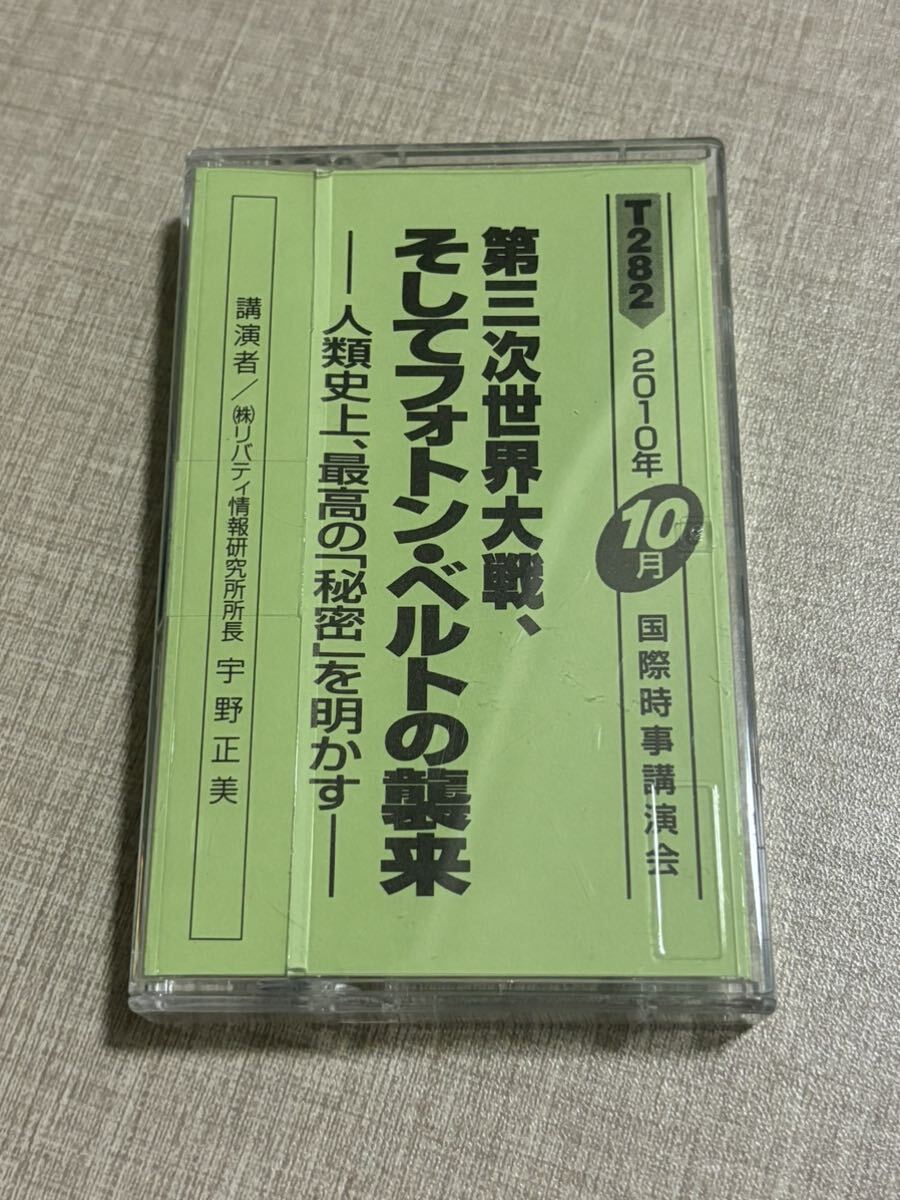 T282 2010年10月 国際時事講演会
第三次世界大戦、
そしてフォトン・ベルトの襲来
―人類史上、最高の「秘密」を明かす―
講演者／㈱リバティ情報研究所所長 宇野正美